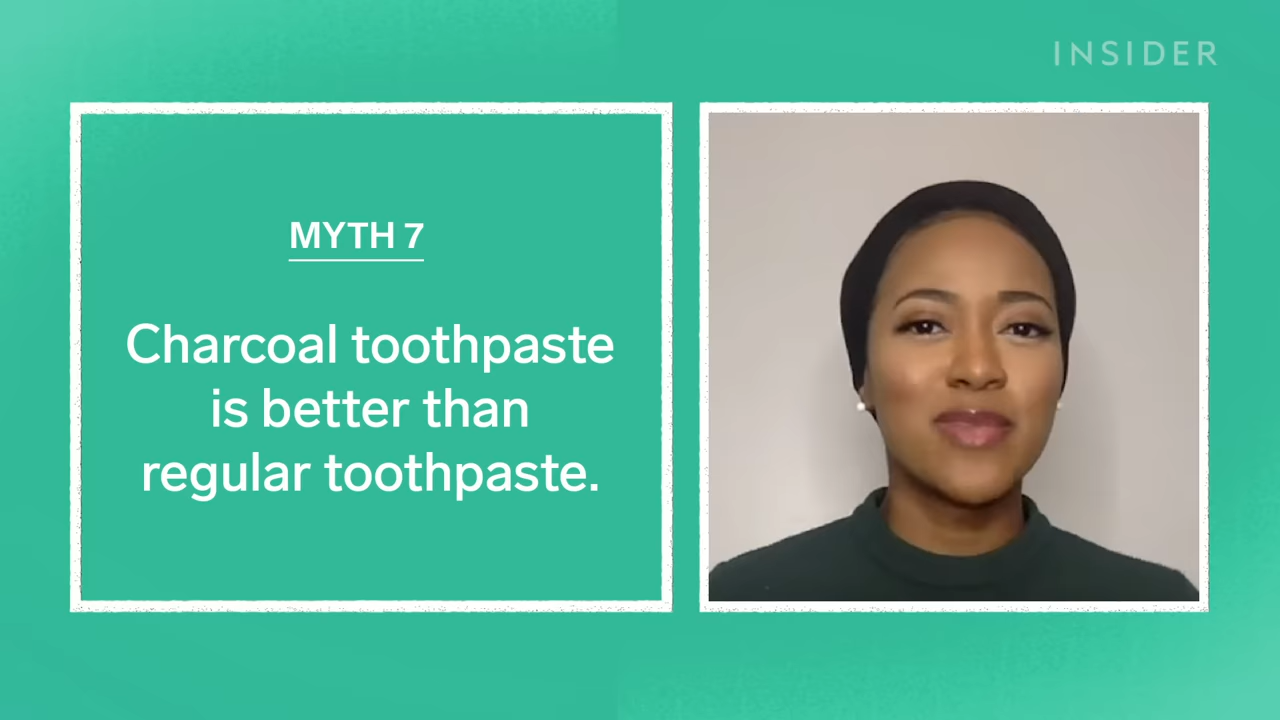 INSIDER
MYTH 7
Charcoal toothpaste
is better than
regular toothpaste.